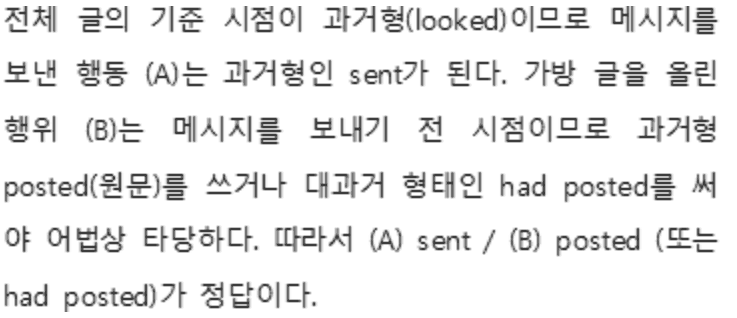 전체 글의 기준 시점이 과거형(looked)이므로 메시지를
보낸 행동 (A)는 과거형인 sent가 된다. 가방 글을 올린
행위 (B)는 메시지를 보내기 전 시점이므로 과거형
posted(원문)를 쓰거나 대과거 형태인 had posted를 써
야 어법상 타당하다. 따라서 (A) sent / (B) posted (또는
had posted)가 정답이다.